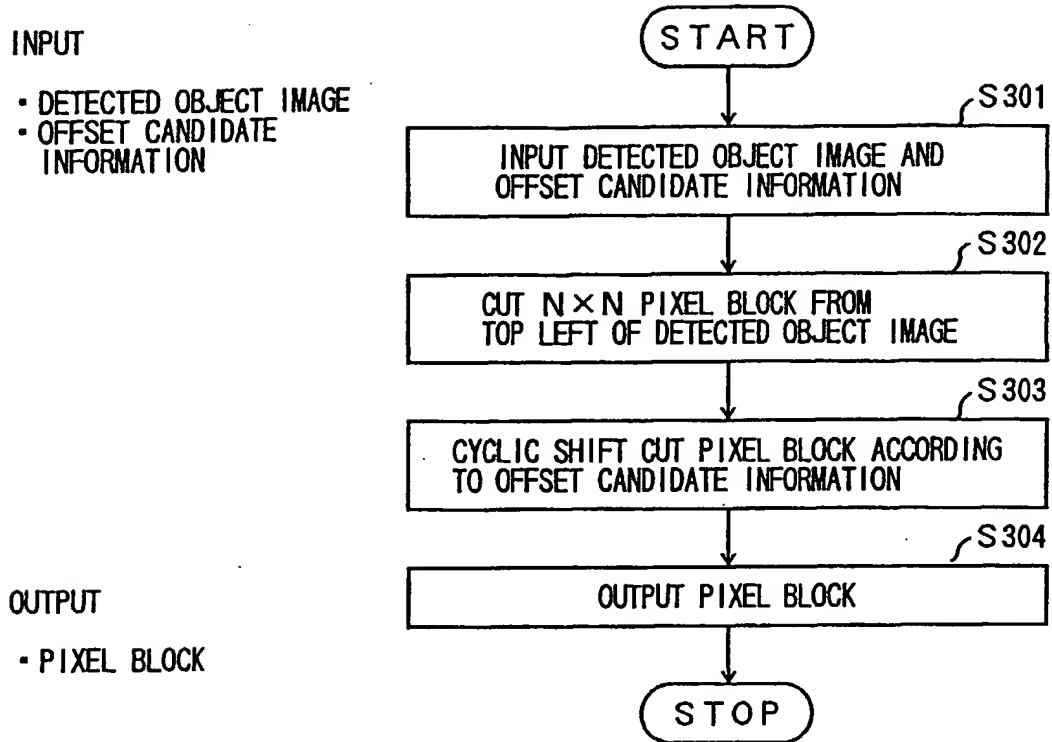 INPUT
• DETECTED OBJECT IMAGE
• OFFSET CANDIDATE
INFORMATION
START
S301
INPUT DETECTED OBJECT IMAGE AND
OFFSET CANDIDATE INFORMATION
S302
CUT N×N PIXEL BLOCK FROM
TOP LEFT OF DETECTED OBJECT IMAGE
S303
CYCLIC SHIFT CUT PIXEL BLOCK ACCORDING
TO OFFSET CANDIDATE INFORMATION
S304
OUTPUT PIXEL BLOCK
OUTPUT
• PIXEL BLOCK
STOP